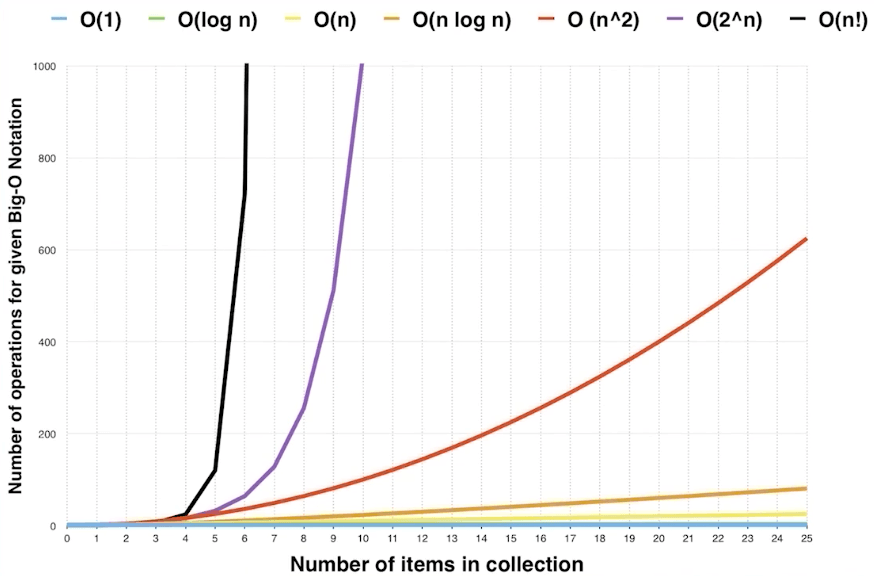 O(1) O(log n) O(n) O(n log n) O (n^2) O(2^n) O(n!)
Number of operations for given Big-O Notation
1000
800
600
400
200
0
0 1 2 3 4 5 6 7 8 9 10 11 12 13 14 15 16 17 18 19 20 21 22 23 24 25
Number of items in collection